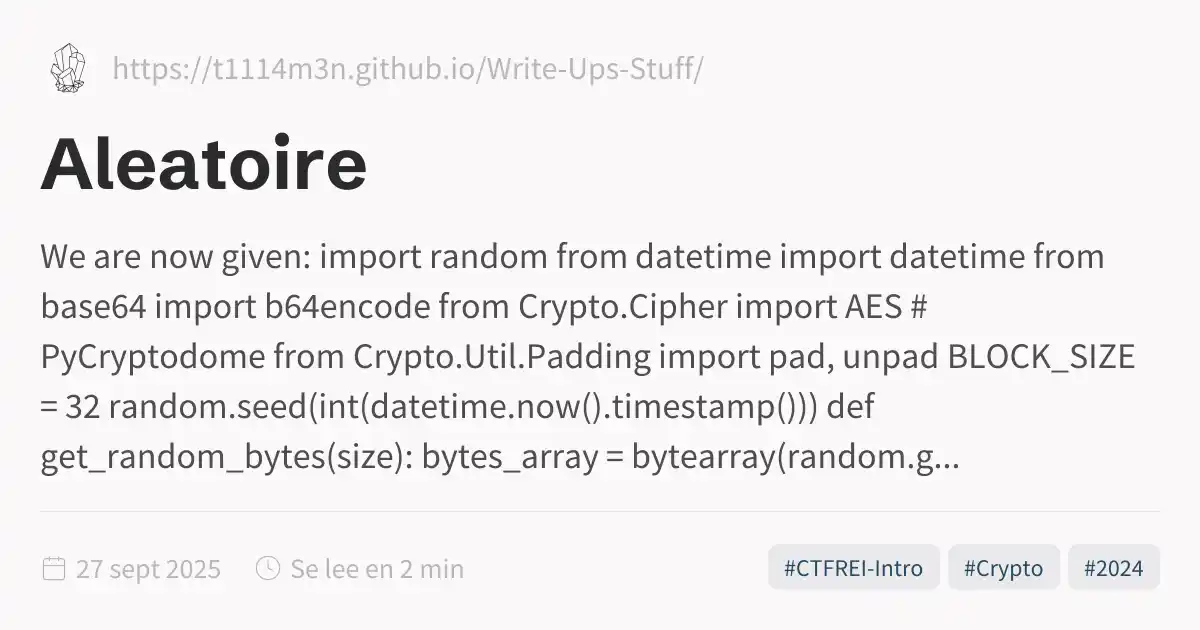 https://t1114m3n.github.io/Write-Ups-Stuff/
Aleatoire
We are now given: import random from datetime import datetime from
base64 import b64encode from Crypto.Cipher import AES #
PyCryptodome from Crypto.Util.Padding import pad, unpad BLOCK_SIZE
= 32 random.seed(int(datetime.now().timestamp())) def
get_random_bytes(size): bytes_array = bytearray(random.g...
27 sept 2025 Se lee en 2 min #CTFREI-Intro #Crypto #2024